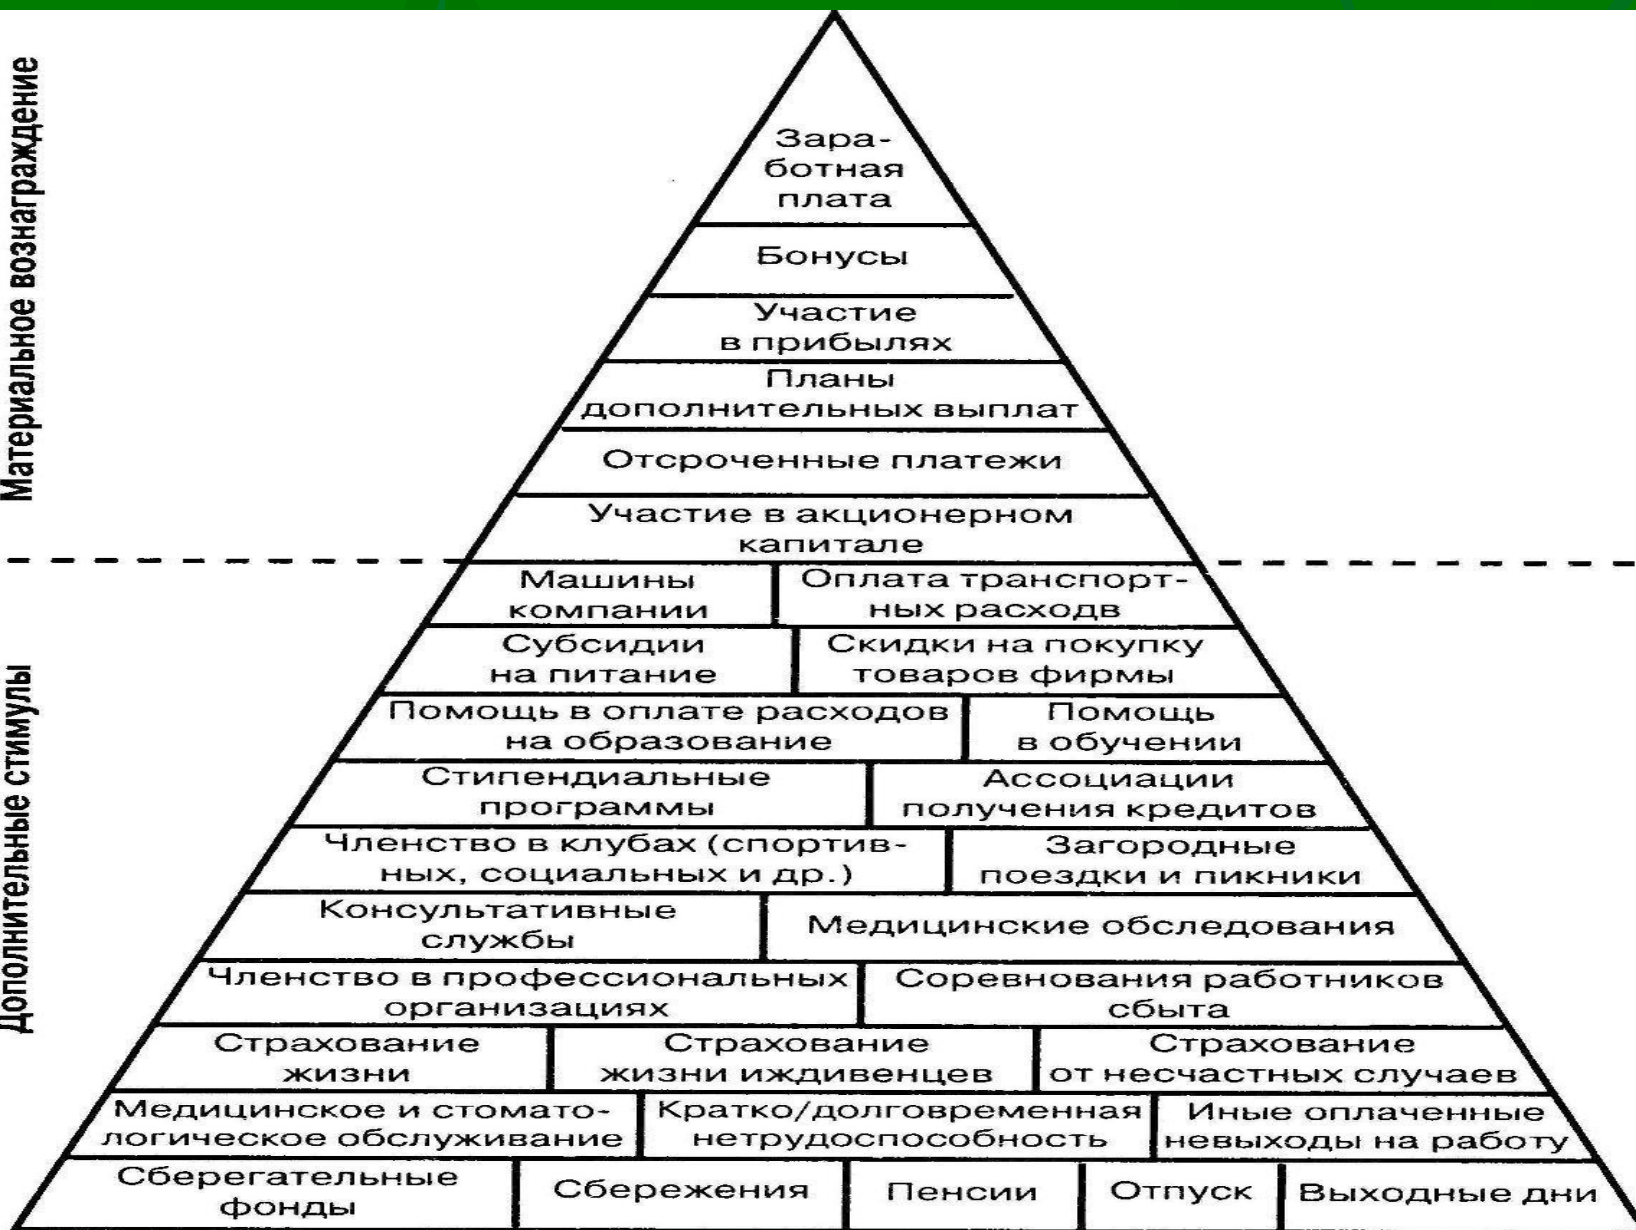 Материальное вознаграждение
Зара-
ботная
плата
Бонусы
Участие
в прибылях
Планы
дополнительных выплат
Отсроченные платежи
Участие в акционерном
капитале
Дополнительные стимулы
Машины
компании
Оплата транспорт-
ных расходв
Субсидии
на питание
Скидки на покупку
товаров фирмы
Помощь в оплате расходов
на образование
Помощь
в обучении
Стипендиальные
программы
Ассоциации
получения кредитов
Членство в клубах (спортив-
ных, социальных и др.)
Загородные
поездки и пикники
Консультативные
службы
Медицинские обследования
Членство в профессиональных
организациях
Соревнования работников
сбыта
Страхование
жизни
Страхование
жизни иждивенцев
Страхование
от несчастных случаев
Медицинское и стомато-
логическое обслуживание
Кратко/долговременная
нетрудоспособность
Иные оплаченные
невыходы на работу
Сберегательные
фонды
Сбережения
Пенсии
Отпуск
Выходные дни